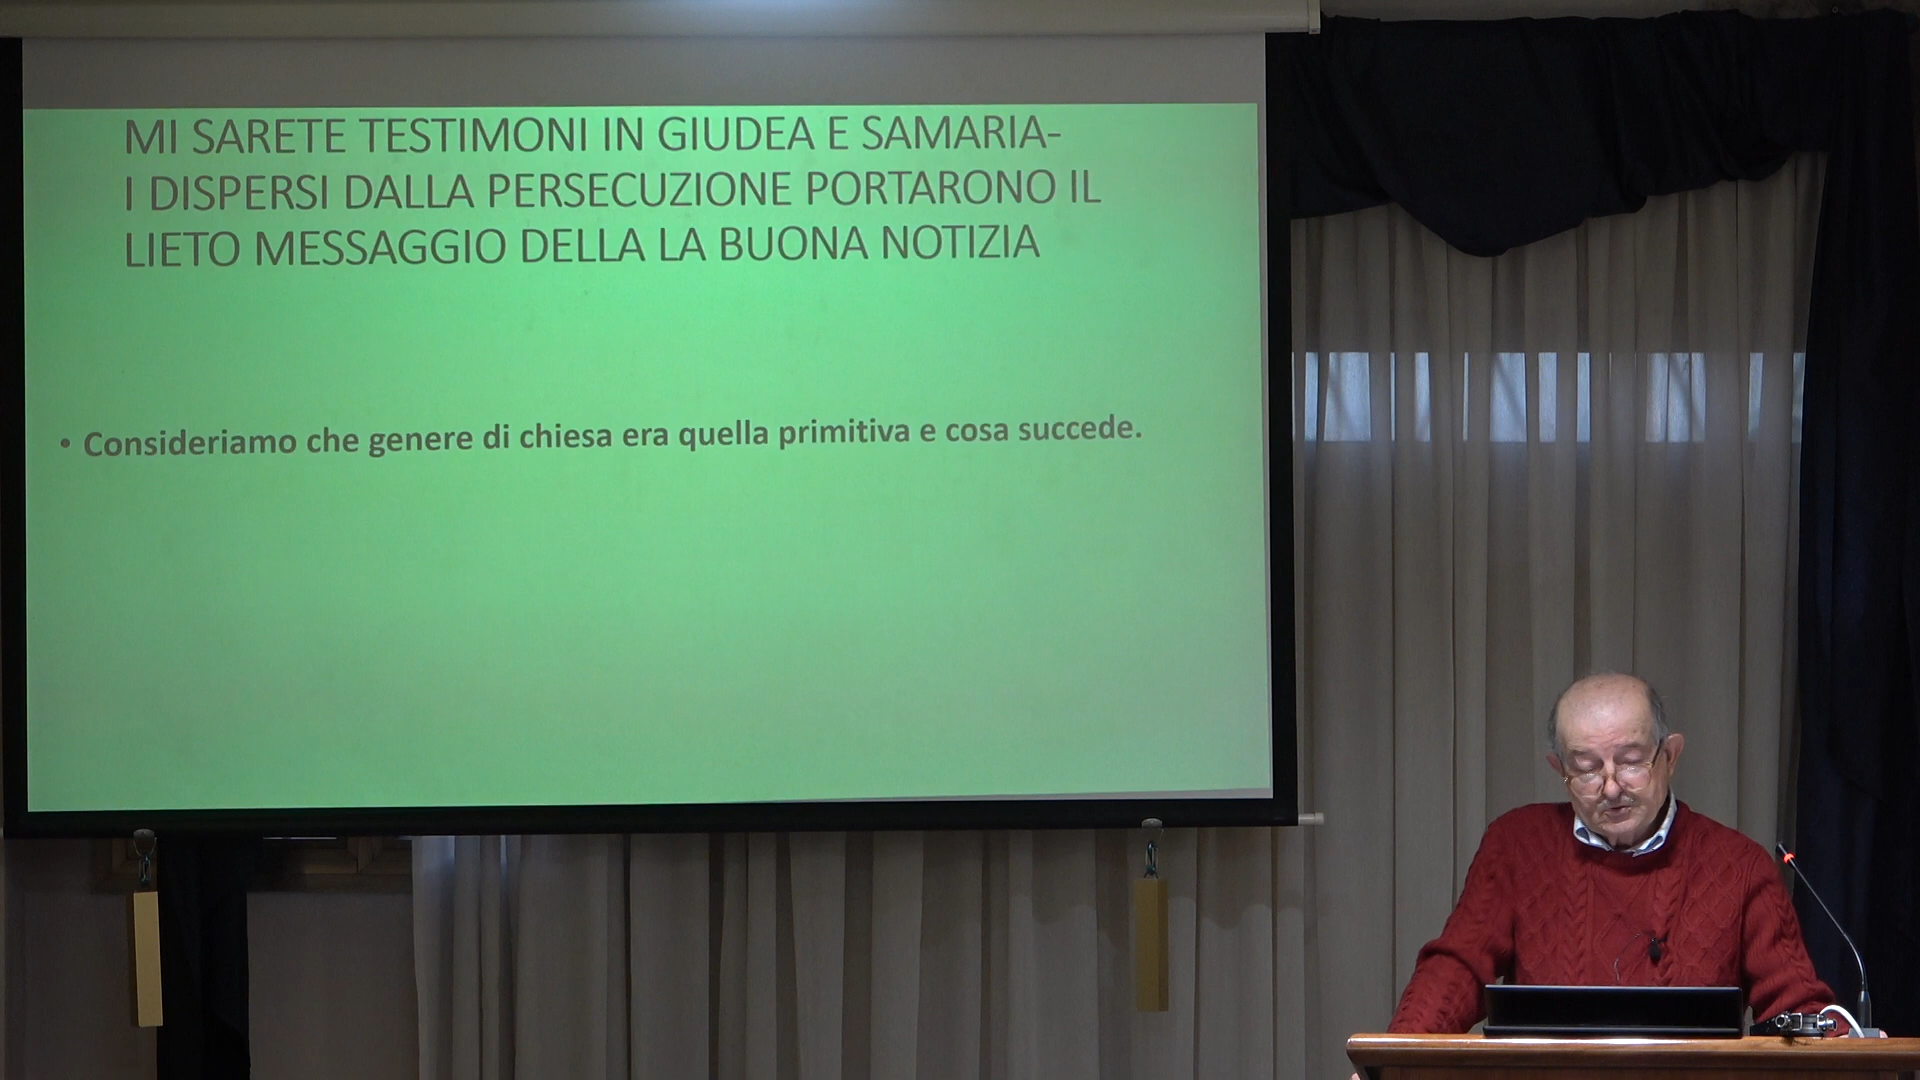 MI SARETE TESTIMONI IN GIUDEA E SAMARIA-
I DISPERSI DALLA PERSECUZIONE PORTARONO IL
LIETO MESSAGGIO DELLA LA BUONA NOTIZIA
• Consideriamo che genere di chiesa era quella primitiva e cosa succede.